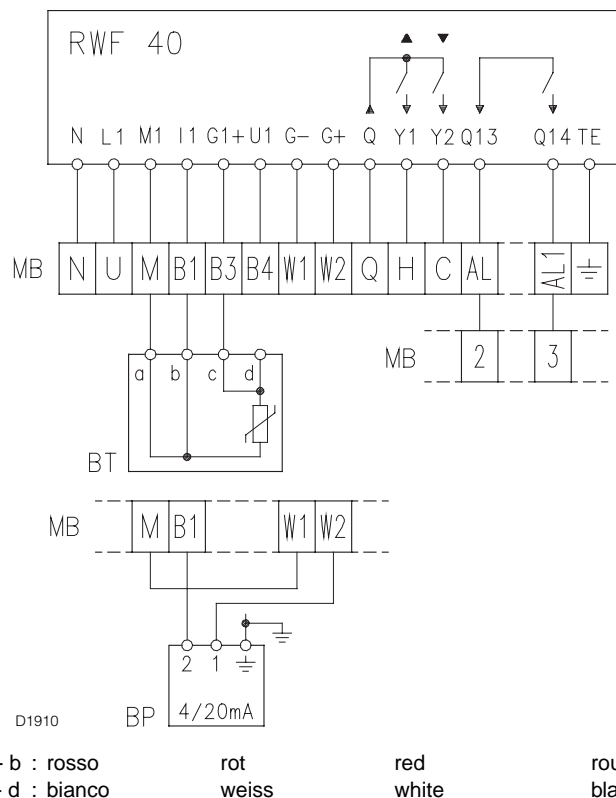 RWF 40
N L1 M1 I1 G1+ U1 G- G+ Q Y1 Y2 Q13 Q14 TE
MB N U M B1 B3 B4 W1 W2 Q H C AL AL1
MB 2 3
a b c d
BT
MB M B1 W1 W2
2 1
BP 4/20mA
D1910
- b : rosso rot red rou
- d : bianco weiss white bla